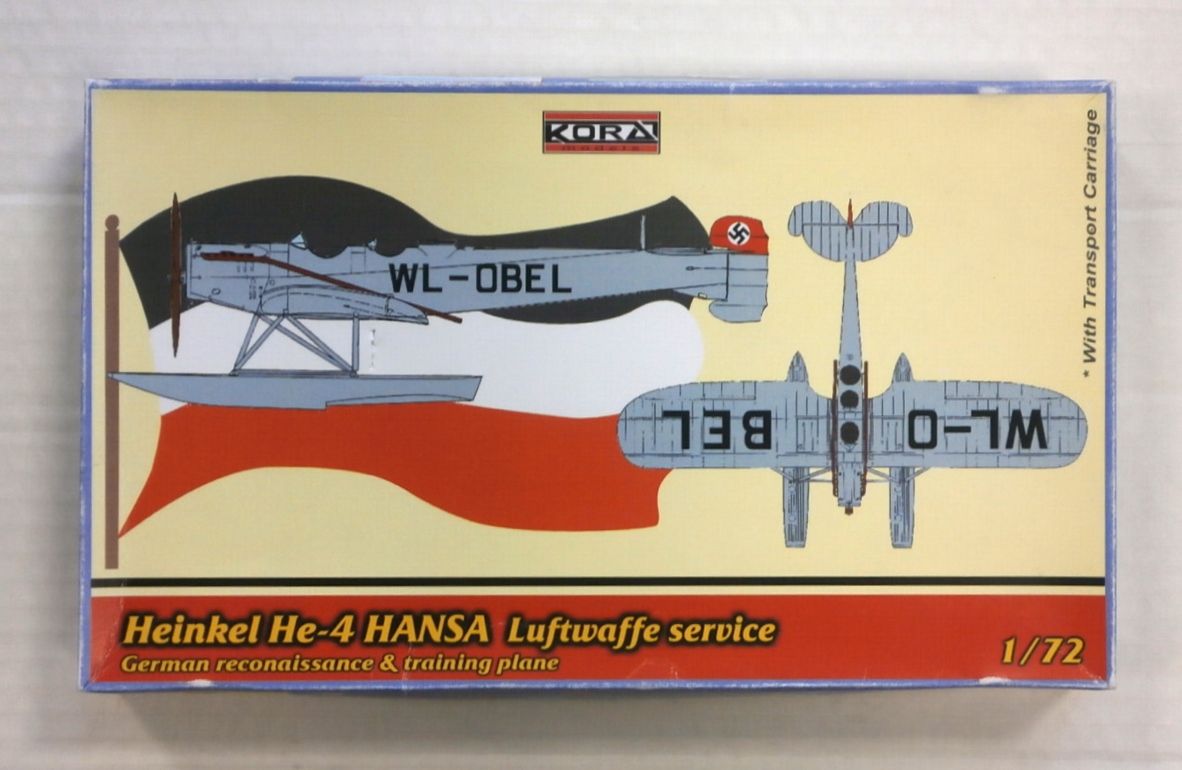 KORA
models
* With Transport Carriage
WL-OBEL
WL-O
BEL
Heinkel He-4 HANSA Luftwaffe service
German reconaissance & training plane
1/72